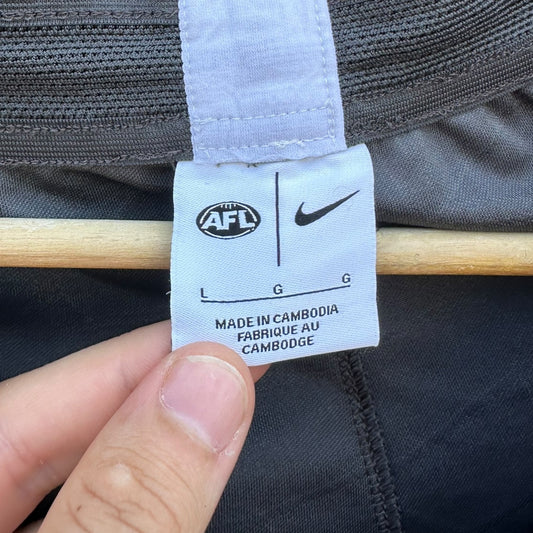 AFL
L G G
MADE IN CAMBODIA
FABRIQUE AU
CAMBODGE